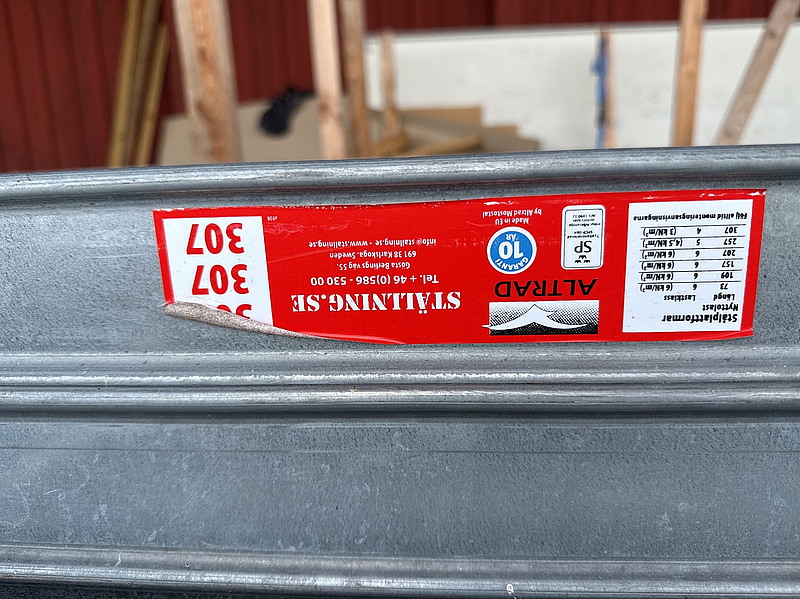 Stålplattformar
Nyttolast
Längd Lastklass
73 6 (6 kN/m²)
109 6 (6 kN/m²)
157 6 (6 kN/m²)
207 6 (6 kN/m²)
257 5 (4,5 kN/m²)
307 4 (3 kN/m²)
Följ alltid monteringsanvisningarna
ALTRAD
SP
GARANTI
10
ÅR
Made in EU
by Altrad Mostostal
STÄLLNING.SE
Tel. + 46 (0)586 - 530 00
Gösta Berlings väg 55.
691 38 Karlskoga. Sweden
info@stallning.se - www.stallning.se
307
307